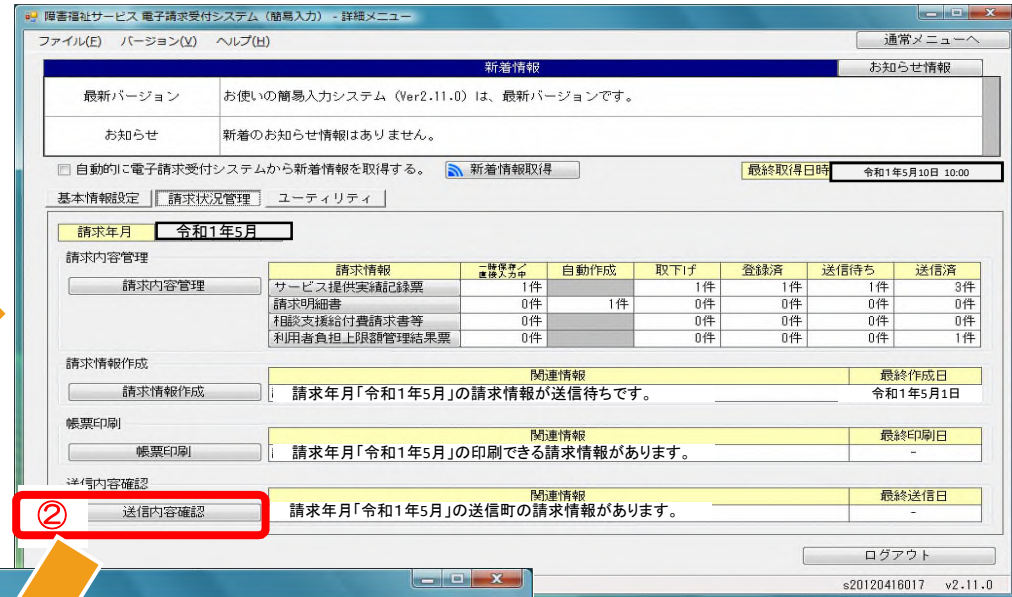 障害福祉サービス 電子請求受付システム（簡易入力） - 詳細メニュー
ファイル(F) バージョン(V) ヘルプ(H) 通常メニューへ
新着情報 お知らせ情報
最新バージョン お使いの簡易入力システム（Ver2.11.0）は、最新バージョンです。
お知らせ 新着のお知らせ情報はありません。
自動的に電子請求受付システムから新着情報を取得する。 新着情報取得 最終取得日時 令和1年5月10日 10:00
基本情報設定 請求状況管理 ユーティリティ
請求年月 令和1年5月
請求内容管理
請求情報 一時保存／直接入力中 自動作成 取下げ 登録済 送信待ち 送信済
請求内容管理 サービス提供実績記録票 1件 1件 1件 1件 3件
請求明細書 0件 1件 0件 0件 0件 0件
相談支援給付費請求書等 0件 0件 0件 0件 0件
利用者負担上限額管理結果票 0件 0件 0件 0件 1件
請求情報作成
関連情報 最終作成日
請求情報作成 請求年月「令和1年5月」の請求情報が送信待ちです。 令和1年5月1日
帳票印刷
関連情報 最終印刷日
帳票印刷 請求年月「令和1年5月」の印刷できる請求情報があります。 -
送信内容確認
関連情報 最終送信日
② 送信内容確認 請求年月「令和1年5月」の送信町の請求情報があります。 -
ログアウト
s20120416017 v2.11.0